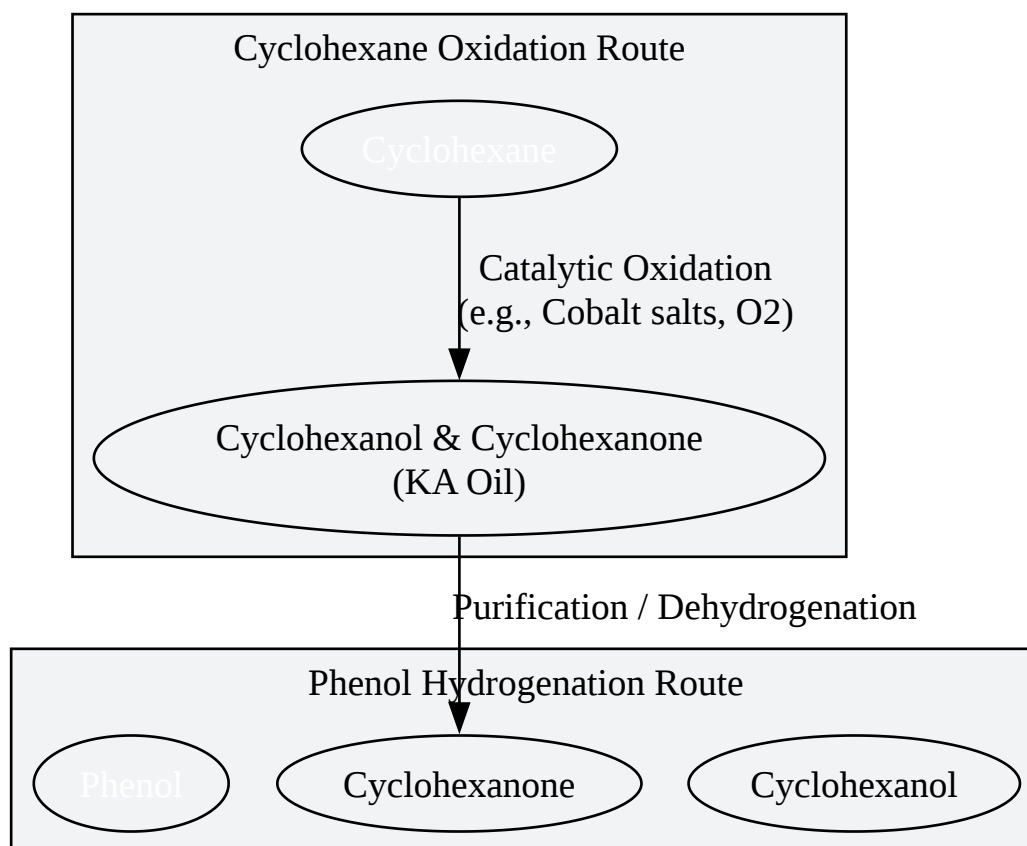 Cyclohexane Oxidation Route
Cyclohexane
Catalytic Oxidation
(e.g., Cobalt salts, O2)
Cyclohexanol & Cyclohexanone
(KA Oil)
Purification / Dehydrogenation
Phenol Hydrogenation Route
Phenol
Cyclohexanone
Cyclohexanol